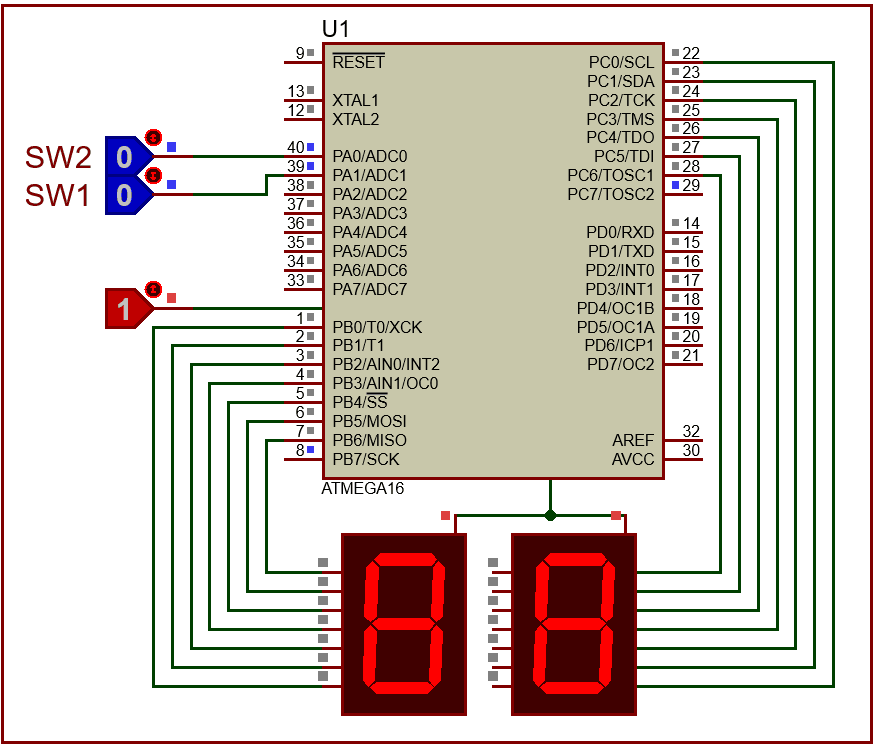 U1
9 RESET PC0/SCL 22
PC1/SDA 23
13 XTAL1 PC2/TCK 24
12 XTAL2 PC3/TMS 25
PC4/TDO 26
SW2 0 40 PA0/ADC0 PC5/TDI 27
39 PA1/ADC1 PC6/TOSC1 28
SW1 0 38 PA2/ADC2 PC7/TOSC2 29
37 PA3/ADC3
36 PA4/ADC4 PD0/RXD 14
35 PA5/ADC5 PD1/TXD 15
34 PA6/ADC6 PD2/INT0 16
33 PA7/ADC7 PD3/INT1 17
1 PD4/OC1B 18
1 PB0/T0/XCK PD5/OC1A 19
2 PB1/T1 PD6/ICP1 20
3 PB2/AIN0/INT2 PD7/OC2 21
4 PB3/AIN1/OC0
5 PB4/SS
6 PB5/MOSI
7 PB6/MISO AREF 32
8 PB7/SCK AVCC 30
ATMEGA16
8 8